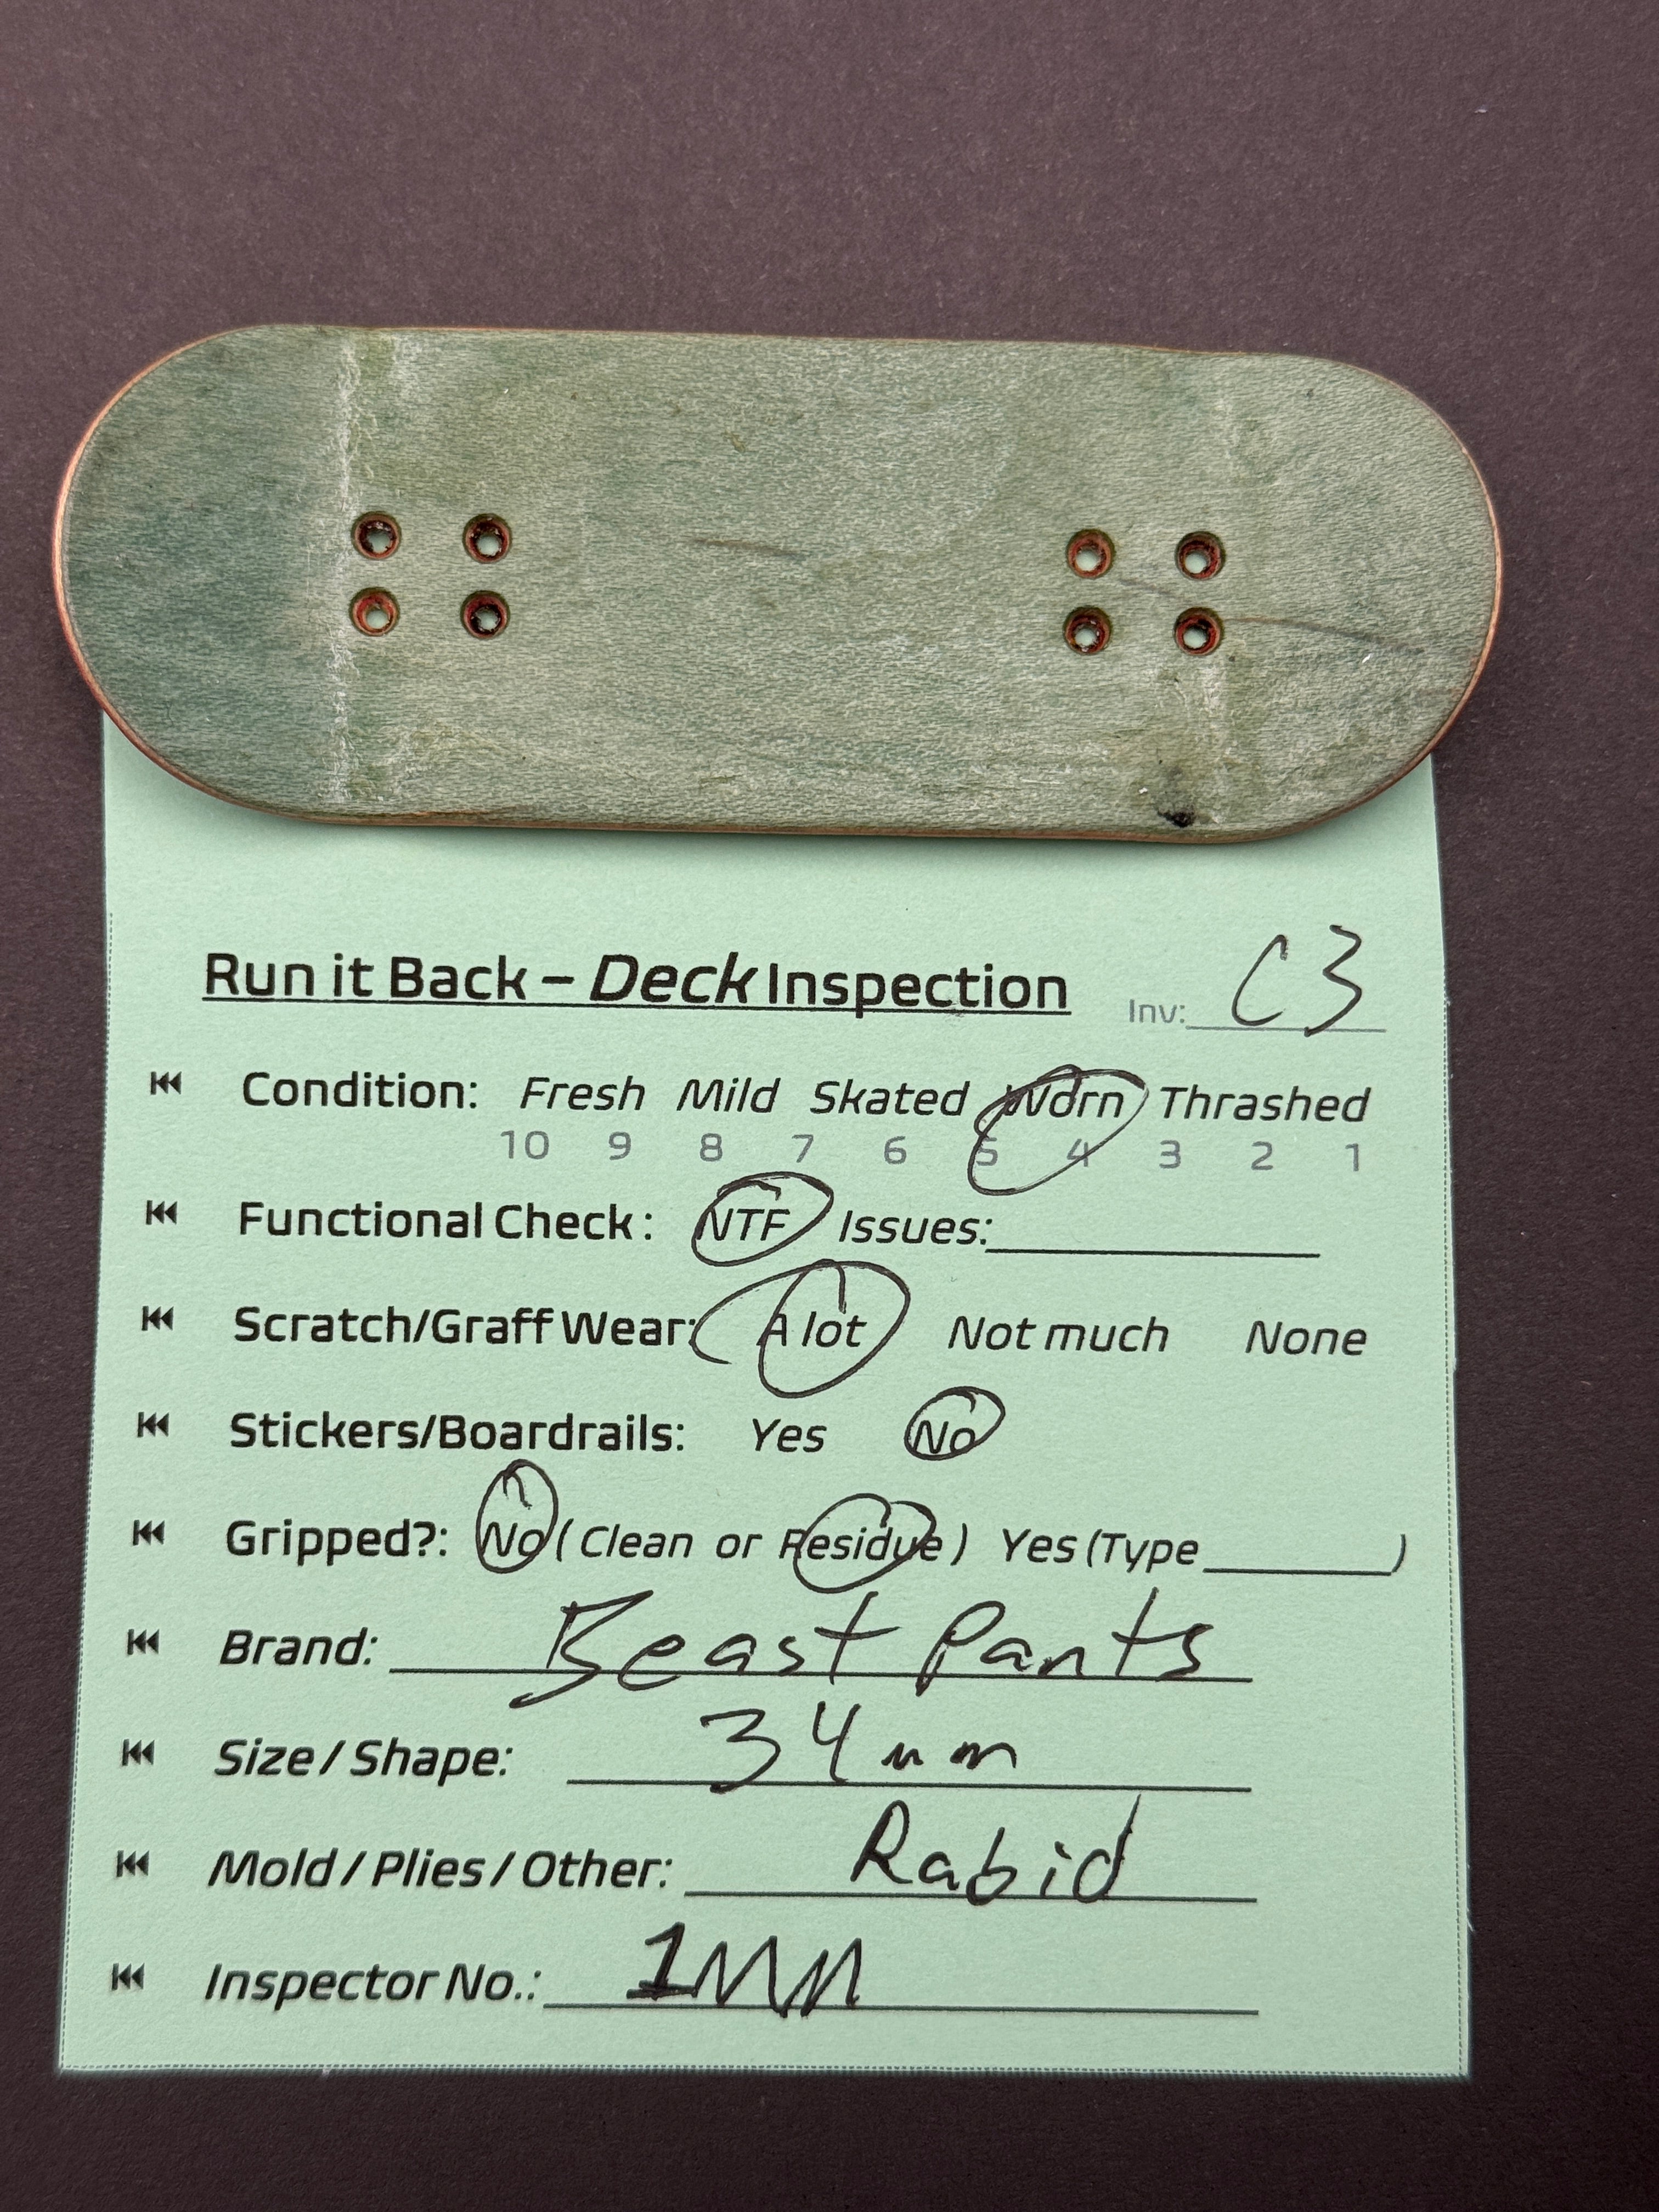 Run it Back – Deck Inspection Inv: C3
Condition: Fresh Mild Skated Worn Thrashed
10 9 8 7 6 5 4 3 2 1
Functional Check: NTF Issues:
Scratch/Graff Wear: A lot Not much None
Stickers/Boardrails: Yes No
Gripped?: No (Clean or Residue) Yes (Type )
Brand: Beast Pants
Size / Shape: 34mm
Mold / Plies / Other: Rabid
Inspector No.: 1